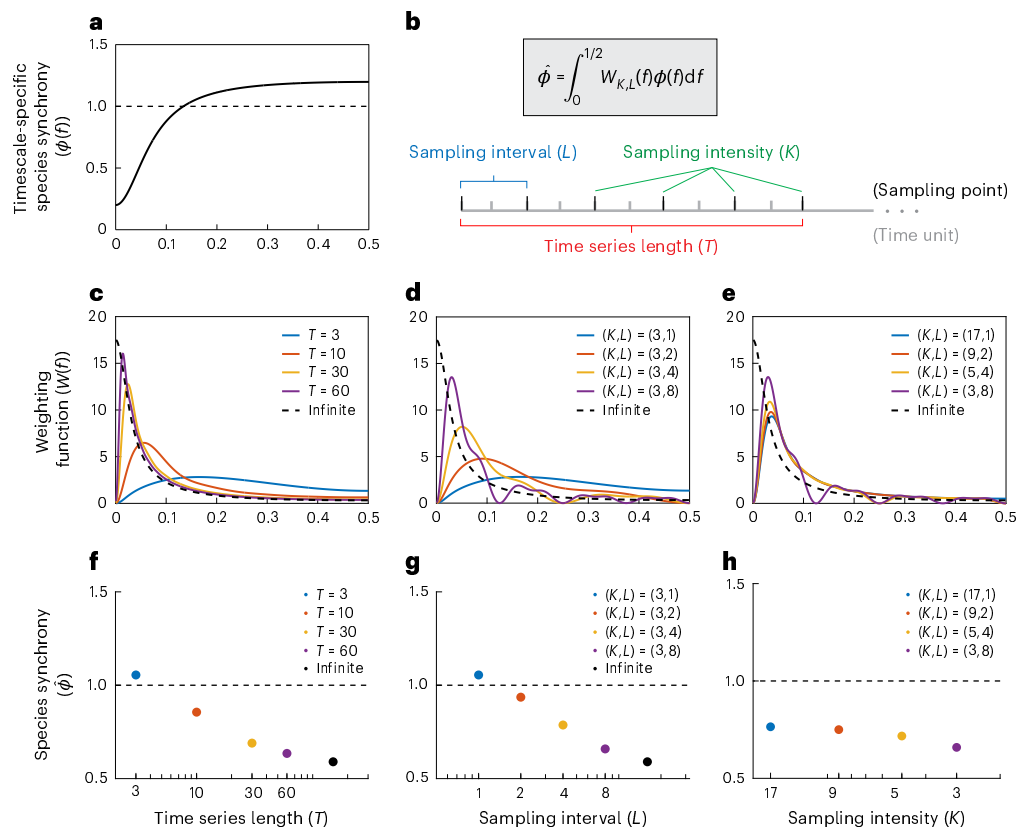 a
1.5
1.0
0.5
0
0 0.1 0.2 0.3 0.4 0.5
Timescale-specific
species synchrony
(ϕ(f))
b
ϕ̂ = ∫₀^{1/2} W_{K,L}(f)ϕ(f)df
Sampling interval (L)
Sampling intensity (K)
(Sampling point)
(Time unit)
Time series length (T)
c
20
15
10
5
0
0 0.1 0.2 0.3 0.4 0.5
Weighting
function (W(f))
T = 3
T = 10
T = 30
T = 60
Infinite
d
20
15
10
5
0
0 0.1 0.2 0.3 0.4 0.5
(K,L) = (3,1)
(K,L) = (3,2)
(K,L) = (3,4)
(K,L) = (3,8)
Infinite
e
20
15
10
5
0
0 0.1 0.2 0.3 0.4 0.5
(K,L) = (17,1)
(K,L) = (9,2)
(K,L) = (5,4)
(K,L) = (3,8)
Infinite
f
1.5
1.0
0.5
Species synchrony
(ϕ̂)
T = 3
T = 10
T = 30
T = 60
Infinite
3 10 30 60
Time series length (T)
g
1.5
1.0
0.5
(K,L) = (3,1)
(K,L) = (3,2)
(K,L) = (3,4)
(K,L) = (3,8)
Infinite
1 2 4 8
Sampling interval (L)
h
1.5
1.0
0.5
(K,L) = (17,1)
(K,L) = (9,2)
(K,L) = (5,4)
(K,L) = (3,8)
17 9 5 3
Sampling intensity (K)